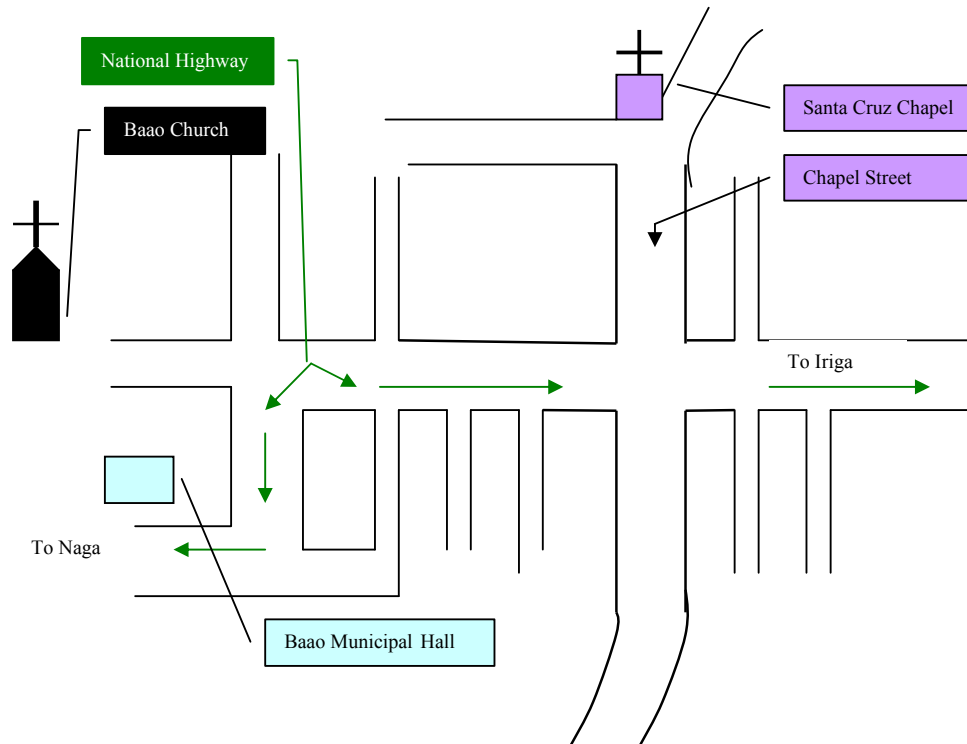 National Highway
Baao Church
Santa Cruz Chapel
Chapel Street
To Iriga
To Naga
Baao Municipal Hall